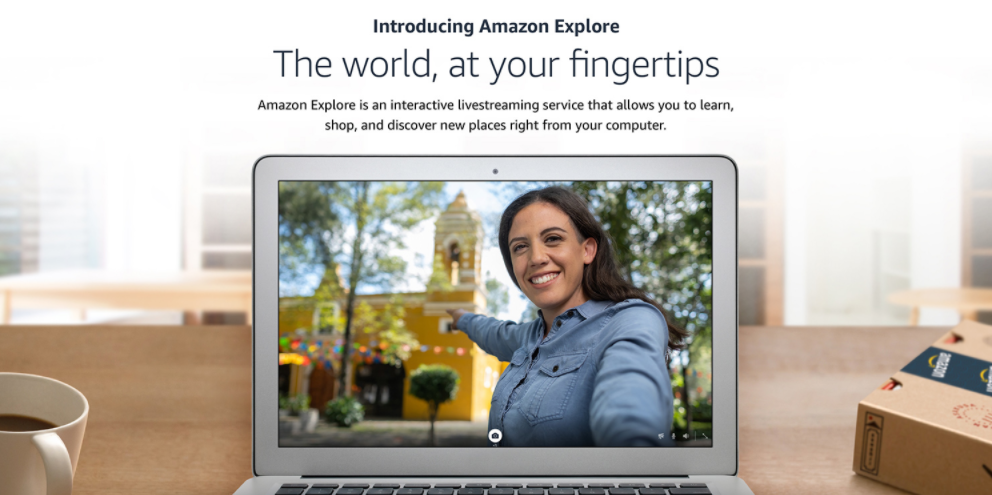 Introducing Amazon Explore
The world, at your fingertips
Amazon Explore is an interactive livestreaming service that allows you to learn,
shop, and discover new places right from your computer.
amazon